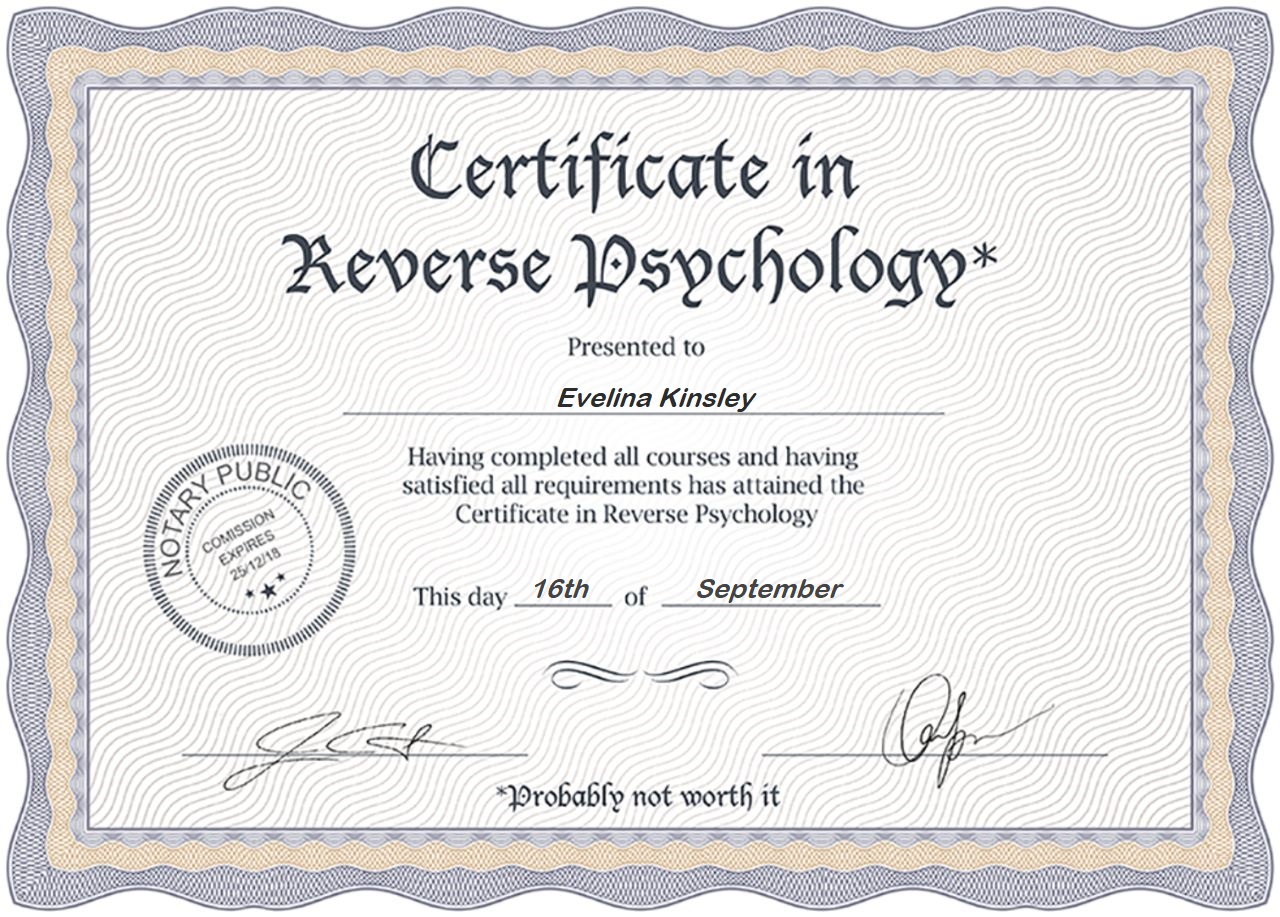 Certificate in
Reverse Psychology*
Presented to
Evelina Kinsley
Having completed all courses and having
satisfied all requirements has attained the
Certificate in Reverse Psychology
NOTARY PUBLIC
COMISSION
EXPIRES
25/12/18
This day 16th of September
*Probably not worth it